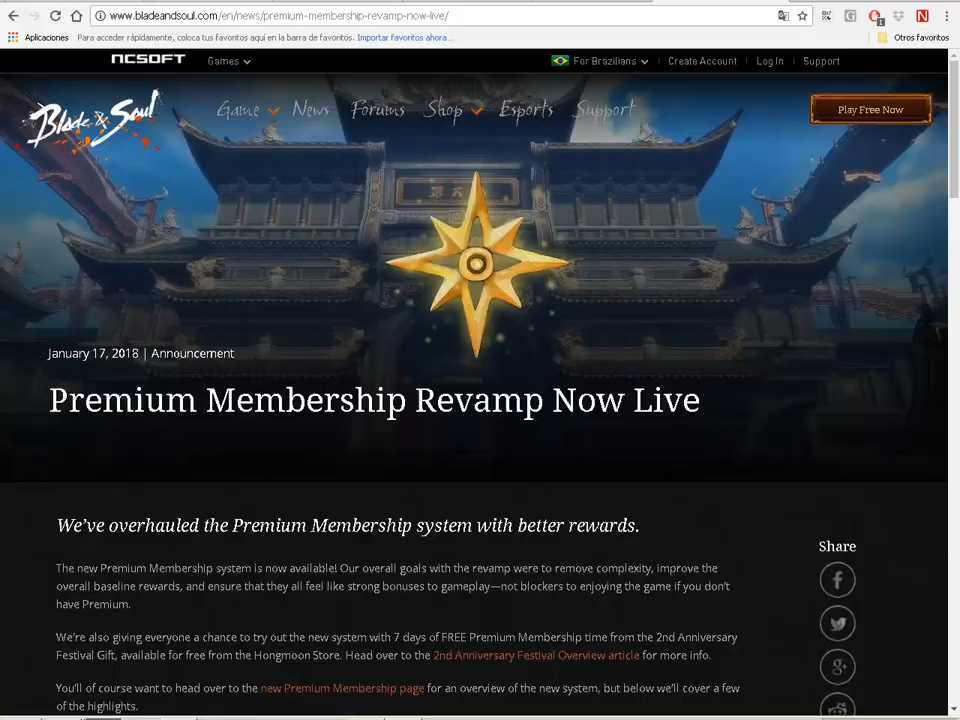 www.bladeandsoul.com/en/news/premium-membership-revamp-now-live/
Aplicaciones Para acceder rápidamente, coloca tus favoritos aquí en la barra de favoritos. Importar favoritos ahora... Otros favoritos
NCSOFT Games For Brazilians Create Account Log In Support
Blade & Soul Game News Forums Shop Esports Support Play Free Now
January 17, 2018 | Announcement
Premium Membership Revamp Now Live
We've overhauled the Premium Membership system with better rewards.
Share
The new Premium Membership system is now available! Our overall goals with the revamp were to remove complexity, improve the
overall baseline rewards, and ensure that they all feel like strong bonuses to gameplay—not blockers to enjoying the game if you don't
have Premium.
We're also giving everyone a chance to try out the new system with 7 days of FREE Premium Membership time from the 2nd Anniversary
Festival Gift, available for free from the Hongmoon Store. Head over to the 2nd Anniversary Festival Overview article for more info.
You'll of course want to head over to the new Premium Membership page for an overview of the new system, but below we'll cover a few
of the highlights.